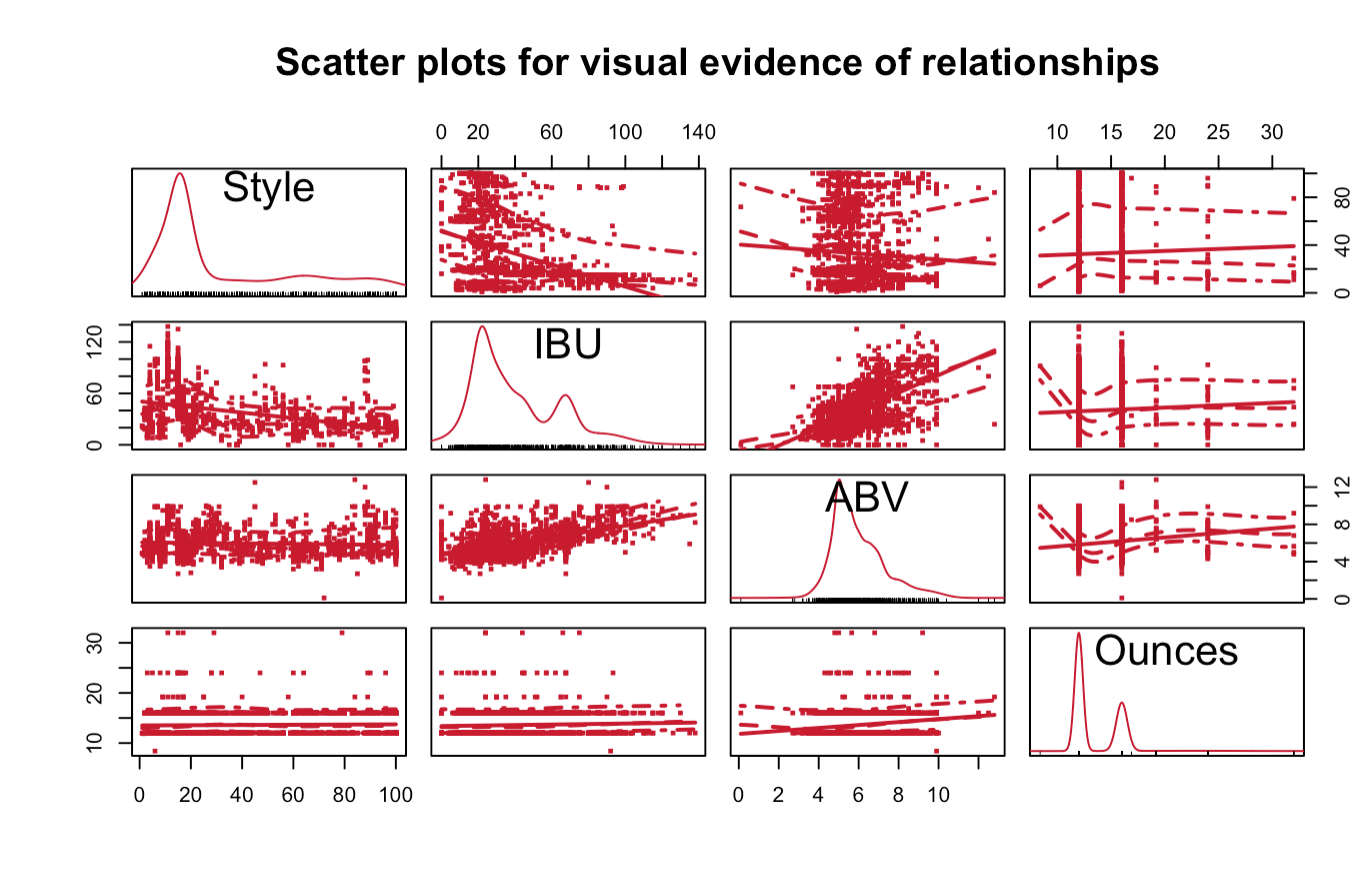 Scatter plots for visual evidence of relationships
0 20 60 100 140
10 15 20 25 30
Style
0 40 80
0 60 120
IBU
ABV
0 4 8 12
10 20 30
Ounces
0 20 40 60 80 100
0 2 4 6 8 10